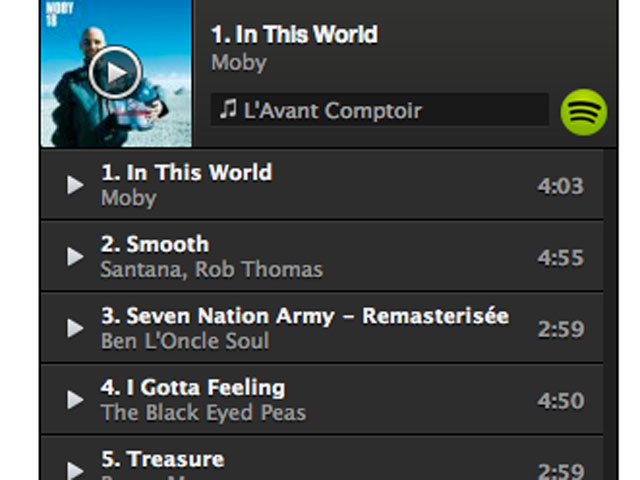 MOBY
18
1. In This World
Moby
L'Avant Comptoir
1. In This World
Moby
4:03
2. Smooth
Santana, Rob Thomas
4:55
3. Seven Nation Army – Remasterisée
Ben L'Oncle Soul
2:59
4. I Gotta Feeling
The Black Eyed Peas
4:50
5. Treasure
2:59